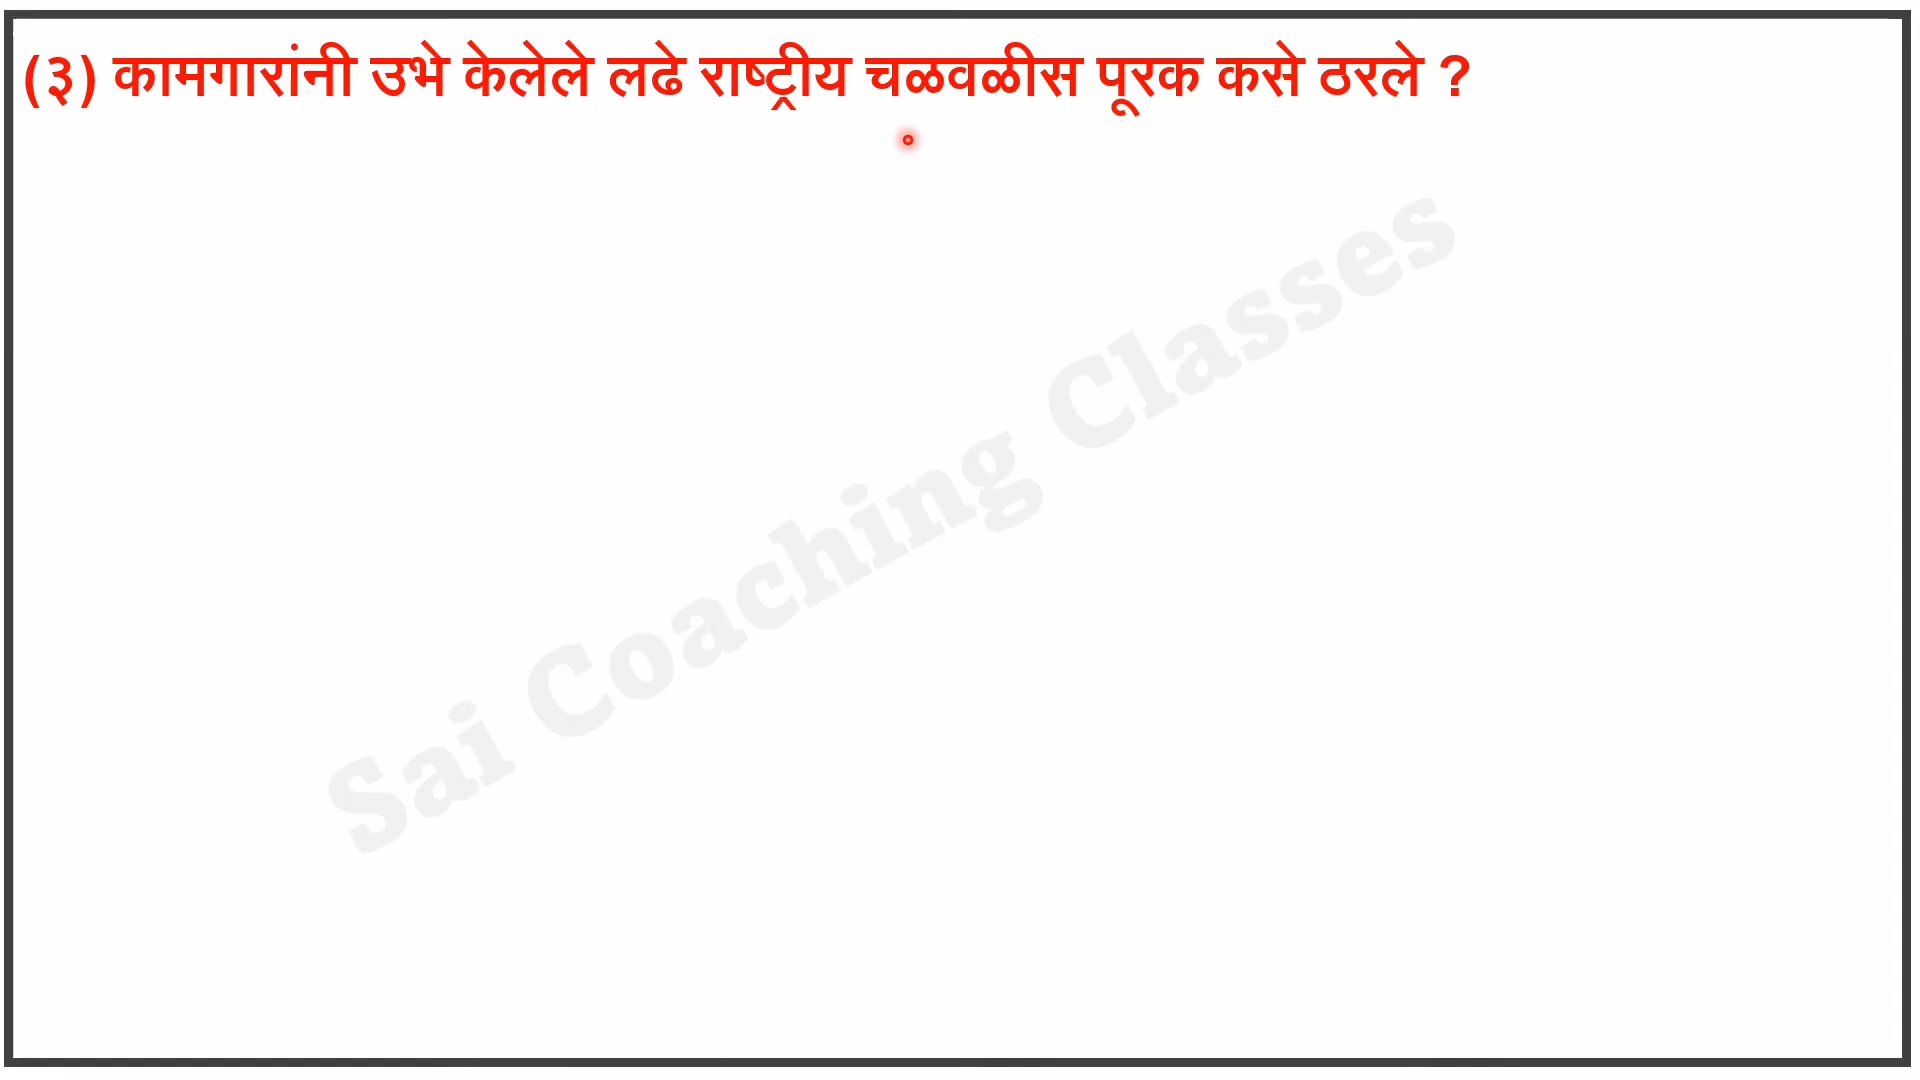 (३) कामगारांनी उभे केलेले लढे राष्ट्रीय चळवळीस पूरक कसे ठरले ?
Sai Coaching Classes